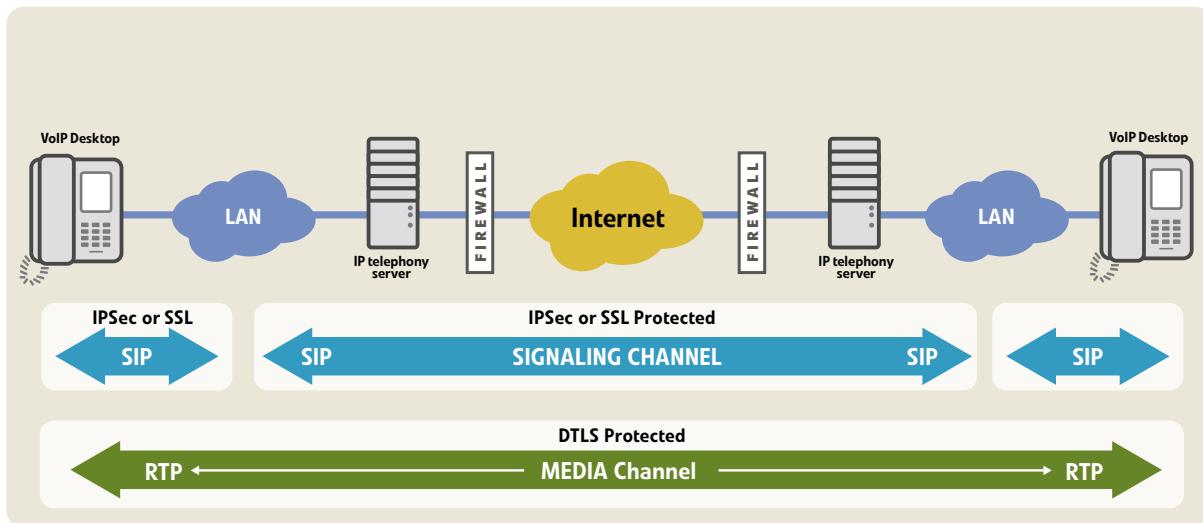 VoIP Desktop
VoIP Desktop
LAN
FIREWALL
Internet
FIREWALL
LAN
IP telephony
server
IP telephony
server
IPSec or SSL
IPSec or SSL Protected
SIP
SIP
SIGNALING CHANNEL
SIP
SIP
DTLS Protected
RTP
MEDIA Channel
RTP